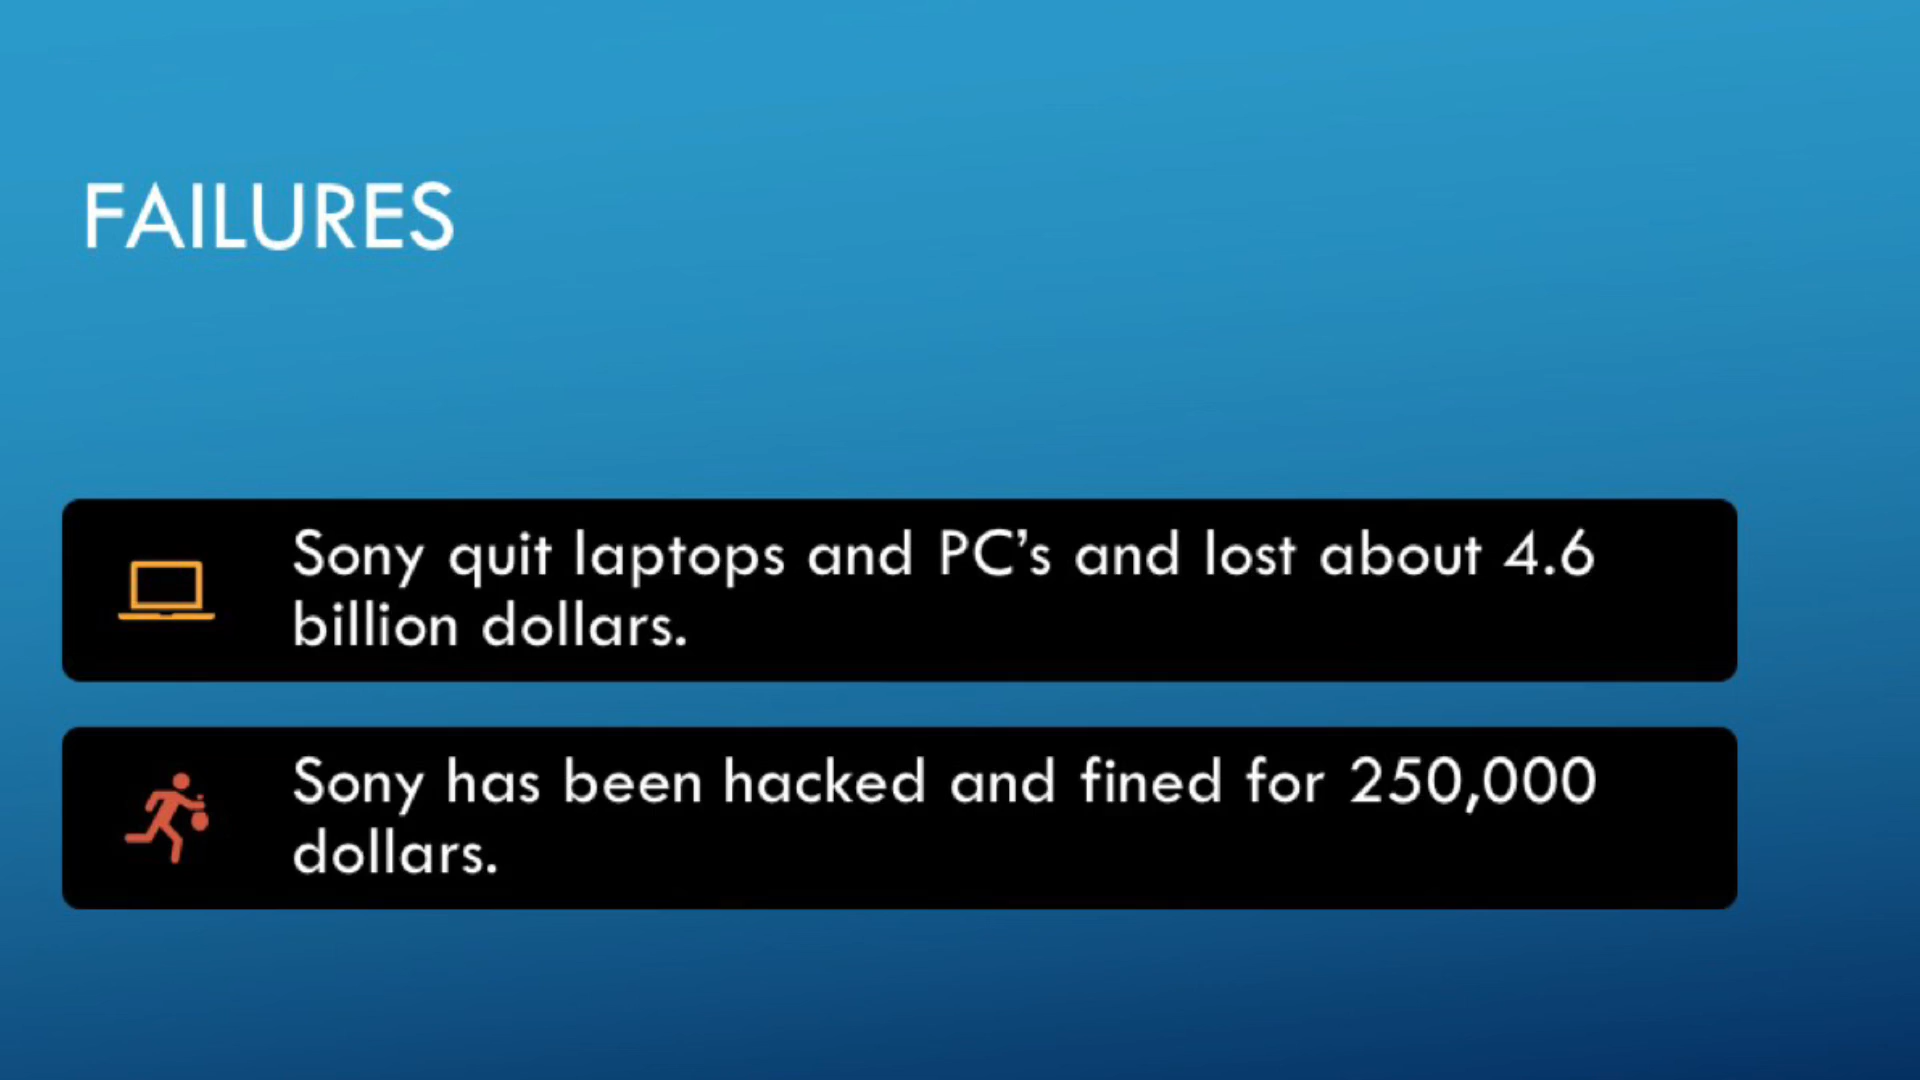 FAILURES
Sony quit laptops and PC’s and lost about 4.6
billion dollars.
Sony has been hacked and fined for 250,000
dollars.